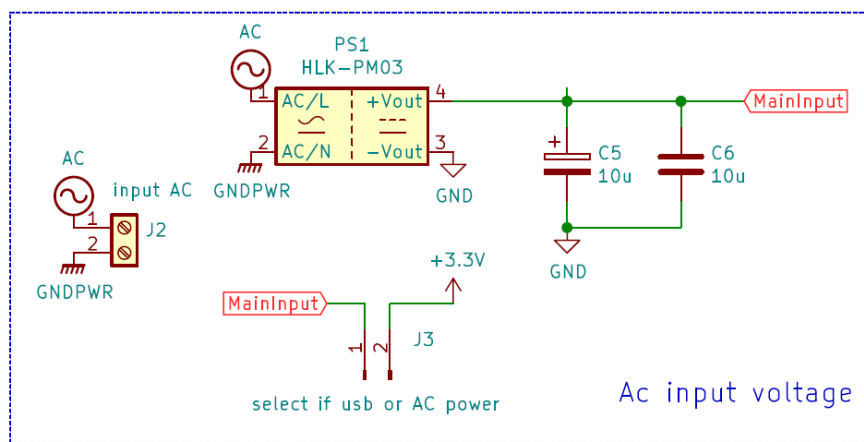 AC
PS1
HLK-PM03
1
AC/L
+Vout
4
MainInput
2
AC/N
-Vout
3
GNDPWR
GND
C5
10u
C6
10u
GND
AC
input AC
1
2
J2
GNDPWR
+3.3V
MainInput
1
2
J3
select if usb or AC power
Ac input voltage